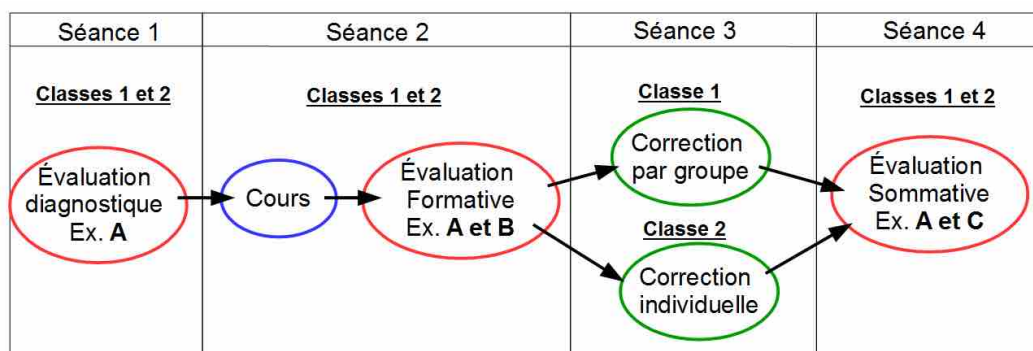 Séance 1
Séance 2
Séance 3
Séance 4
Classes 1 et 2
Évaluation
diagnostique
Ex. A
Classes 1 et 2
Cours
Évaluation
Formative
Ex. A et B
Classe 1
Correction
par groupe
Classe 2
Correction
individuelle
Classes 1 et 2
Évaluation
Sommative
Ex. A et C